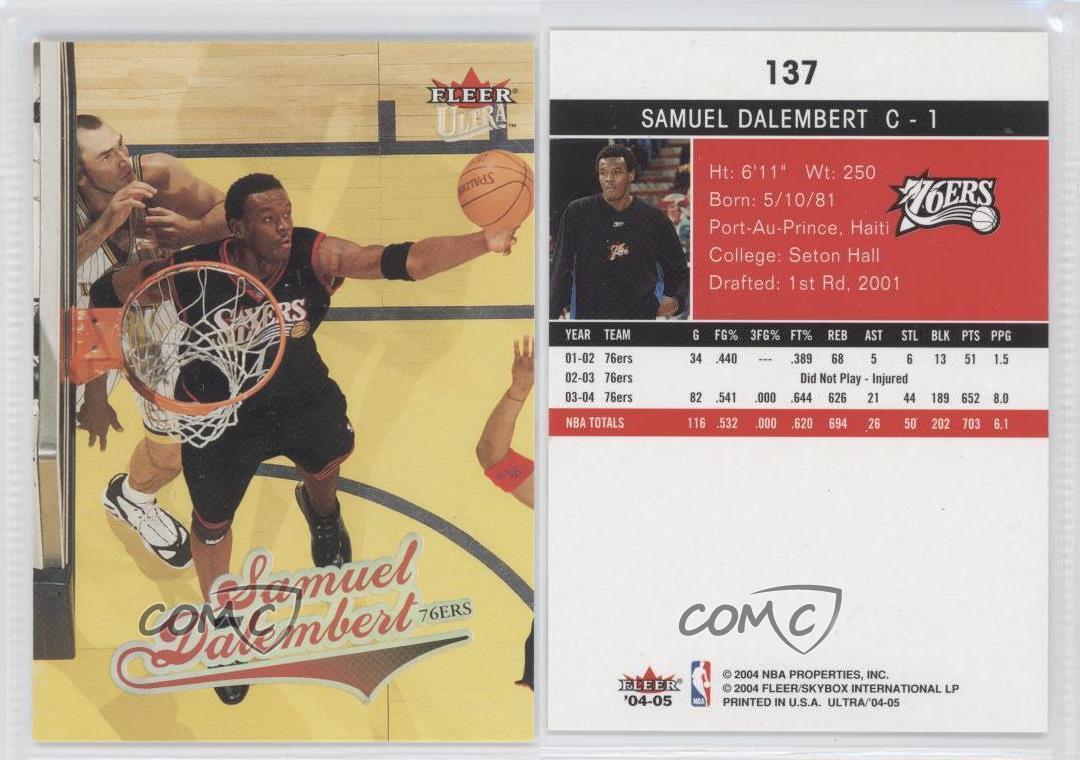 FLEER
ULTRA
SPALDING
SIXERS
Samuel
Dalembert
76ERS
COMC
137
SAMUEL DALEMBERT C - 1
Ht: 6'11" Wt: 250
Born: 5/10/81
Port-Au-Prince, Haiti
College: Seton Hall
Drafted: 1st Rd, 2001
76ERS
YEAR TEAM G FG% 3FG% FT% REB AST STL BLK PTS PPG
01-02 76ers 34 .440 --- .389 68 5 6 13 51 1.5
02-03 76ers Did Not Play - Injured
03-04 76ers 82 .541 .000 .644 626 21 44 189 652 8.0
NBA TOTALS 116 .532 .000 .620 694 26 50 202 703 6.1
COMC
FLEER
'04-05
NBA
© 2004 NBA PROPERTIES, INC.
© 2004 FLEER/SKYBOX INTERNATIONAL LP
PRINTED IN U.S.A. ULTRA/'04-05